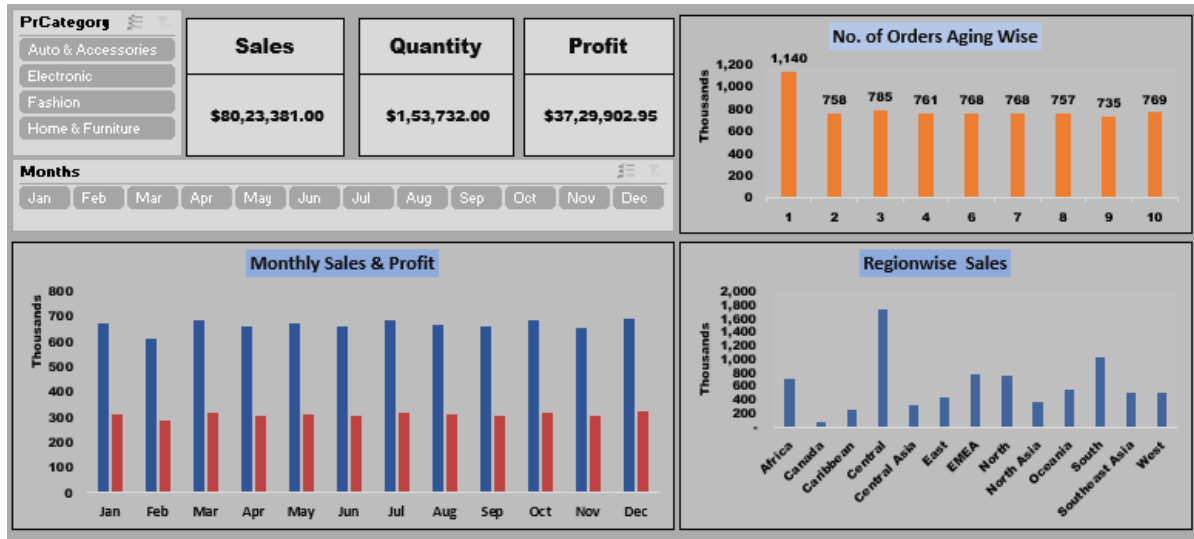 PrCategory
Auto & Accessories
Electronic
Fashion
Home & Furniture
Sales
$80,23,381.00
Quantity
$1,53,732.00
Profit
$37,29,902.95
Months
Jan Feb Mar Apr May Jun Jul Aug Sep Oct Nov Dec
No. of Orders Aging Wise
Thousands
1,200
1,000
800
600
400
200
0
1,140 758 785 761 768 768 757 735 769
1 2 3 4 6 7 8 9 10
Monthly Sales & Profit
Thousands
800
700
600
500
400
300
200
100
0
Jan Feb Mar Apr May Jun Jul Aug Sep Oct Nov Dec
Regionwise Sales
Thousands
2,000
1,800
1,600
1,400
1,200
1,000
800
600
400
200
-
Africa
Canada
Caribbean
Central
Central Asia
East
EMEA
North
North Asia
Oceania
South
Southeast Asia
West